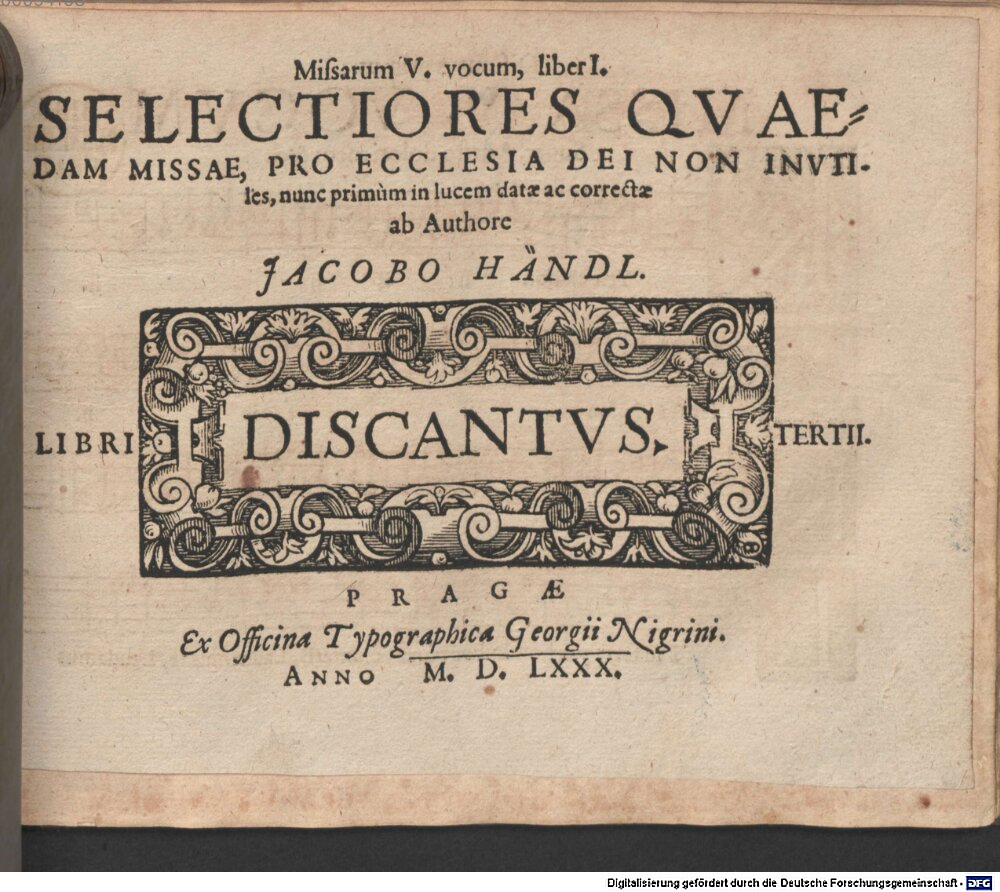 Miſsarum V. vocum, liber I.
SELECTIORES QVAE⸗
DAM MISSAE, PRO ECCLESIA DEI NON INVTI-
les, nunc primùm in lucem datæ ac correctæ
ab Authore
JACOBO HÄNDL.
LIBRI DISCANTVS. TERTII.
PRAGÆ
Ex Officina Typographica Georgii Nigrini.
ANNO M. D. LXXX.
Digitalisierung gefördert durch die Deutsche Forschungsgemeinschaft - DFG